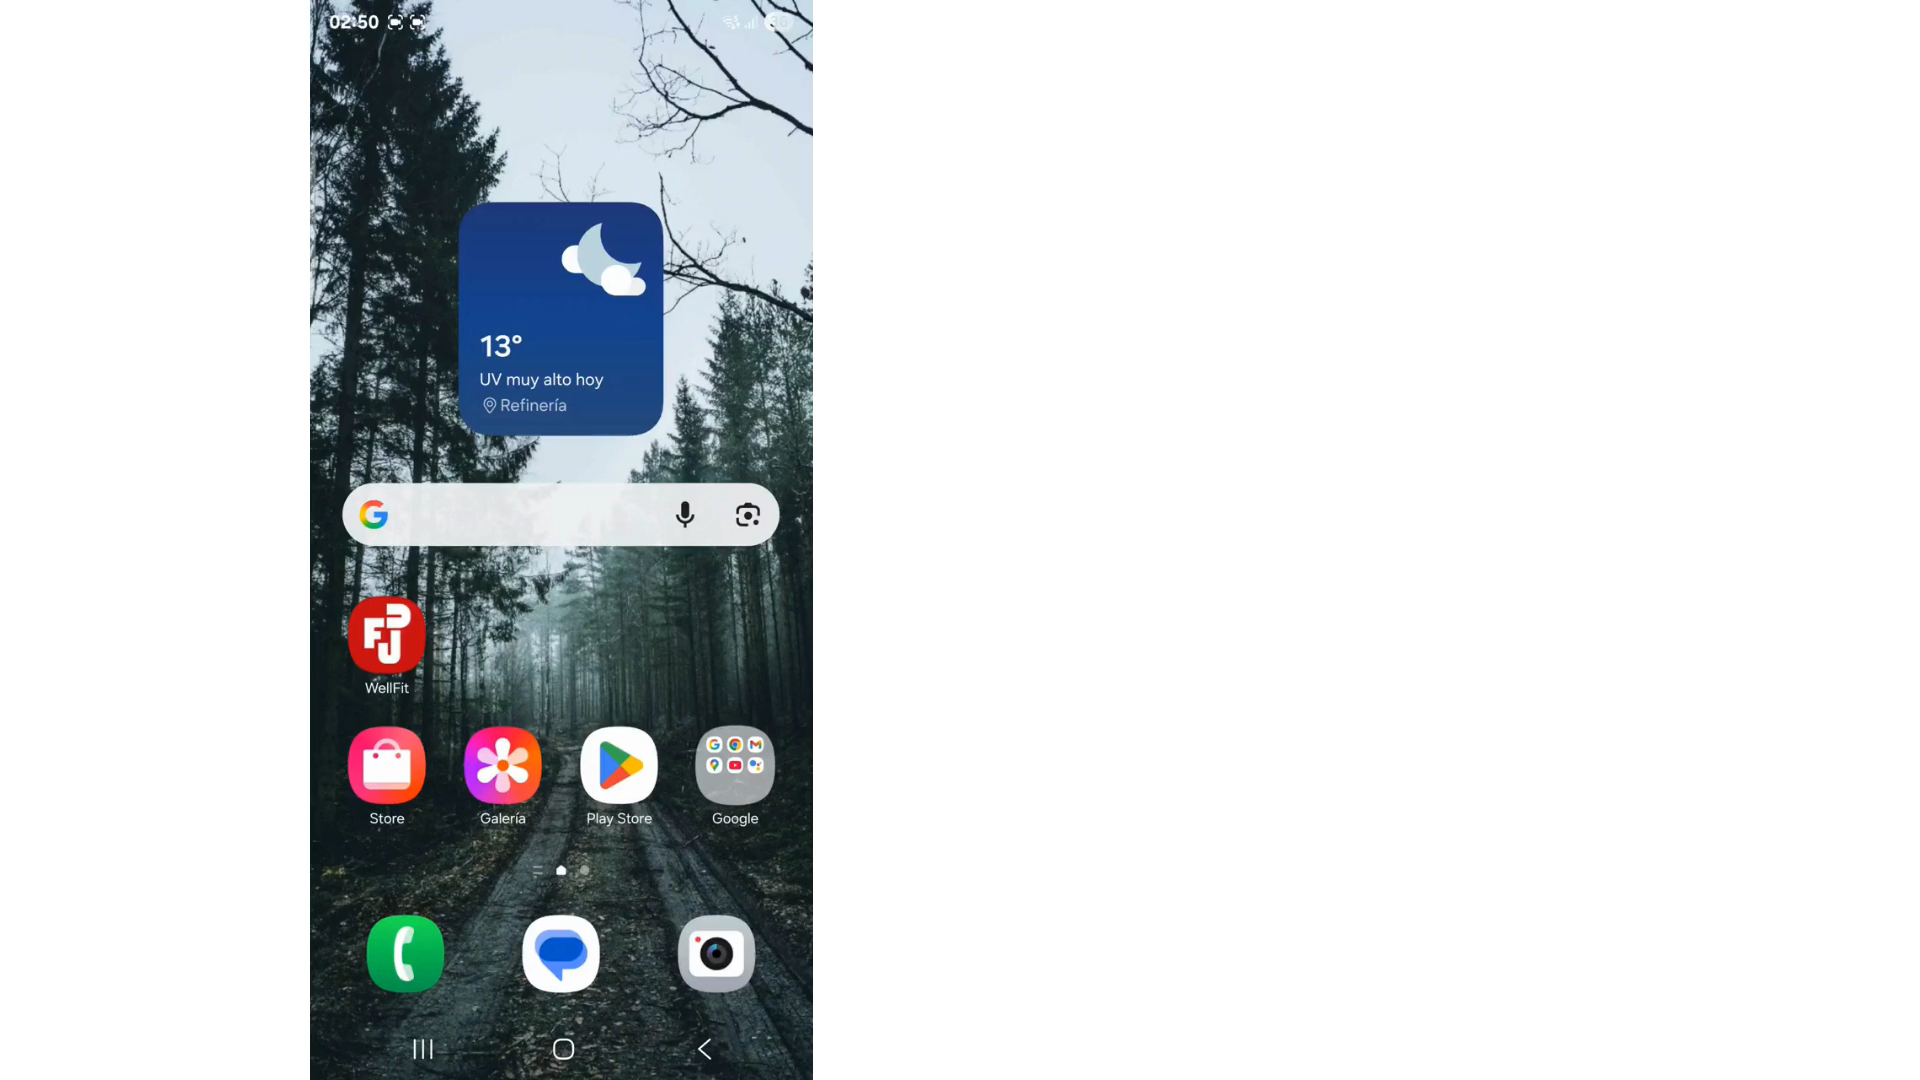 02:50
13°
UV muy alto hoy
Refinería
WellFit
Store
Galería
Play Store
Google